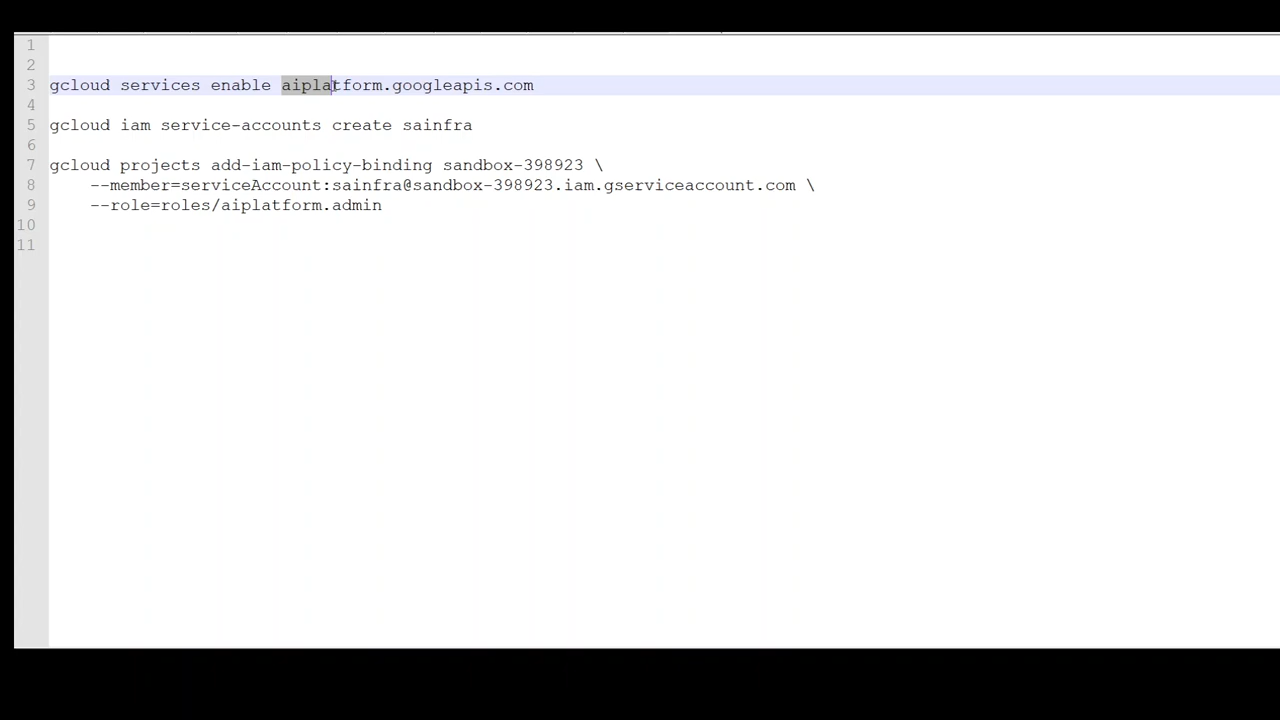 1
2
3 gcloud services enable aiplatform.googleapis.com
4
5 gcloud iam service-accounts create sainfra
6
7 gcloud projects add-iam-policy-binding sandbox-398923 \
8     --member=serviceAccount:sainfra@sandbox-398923.iam.gserviceaccount.com \
9     --role=roles/aiplatform.admin
10
11